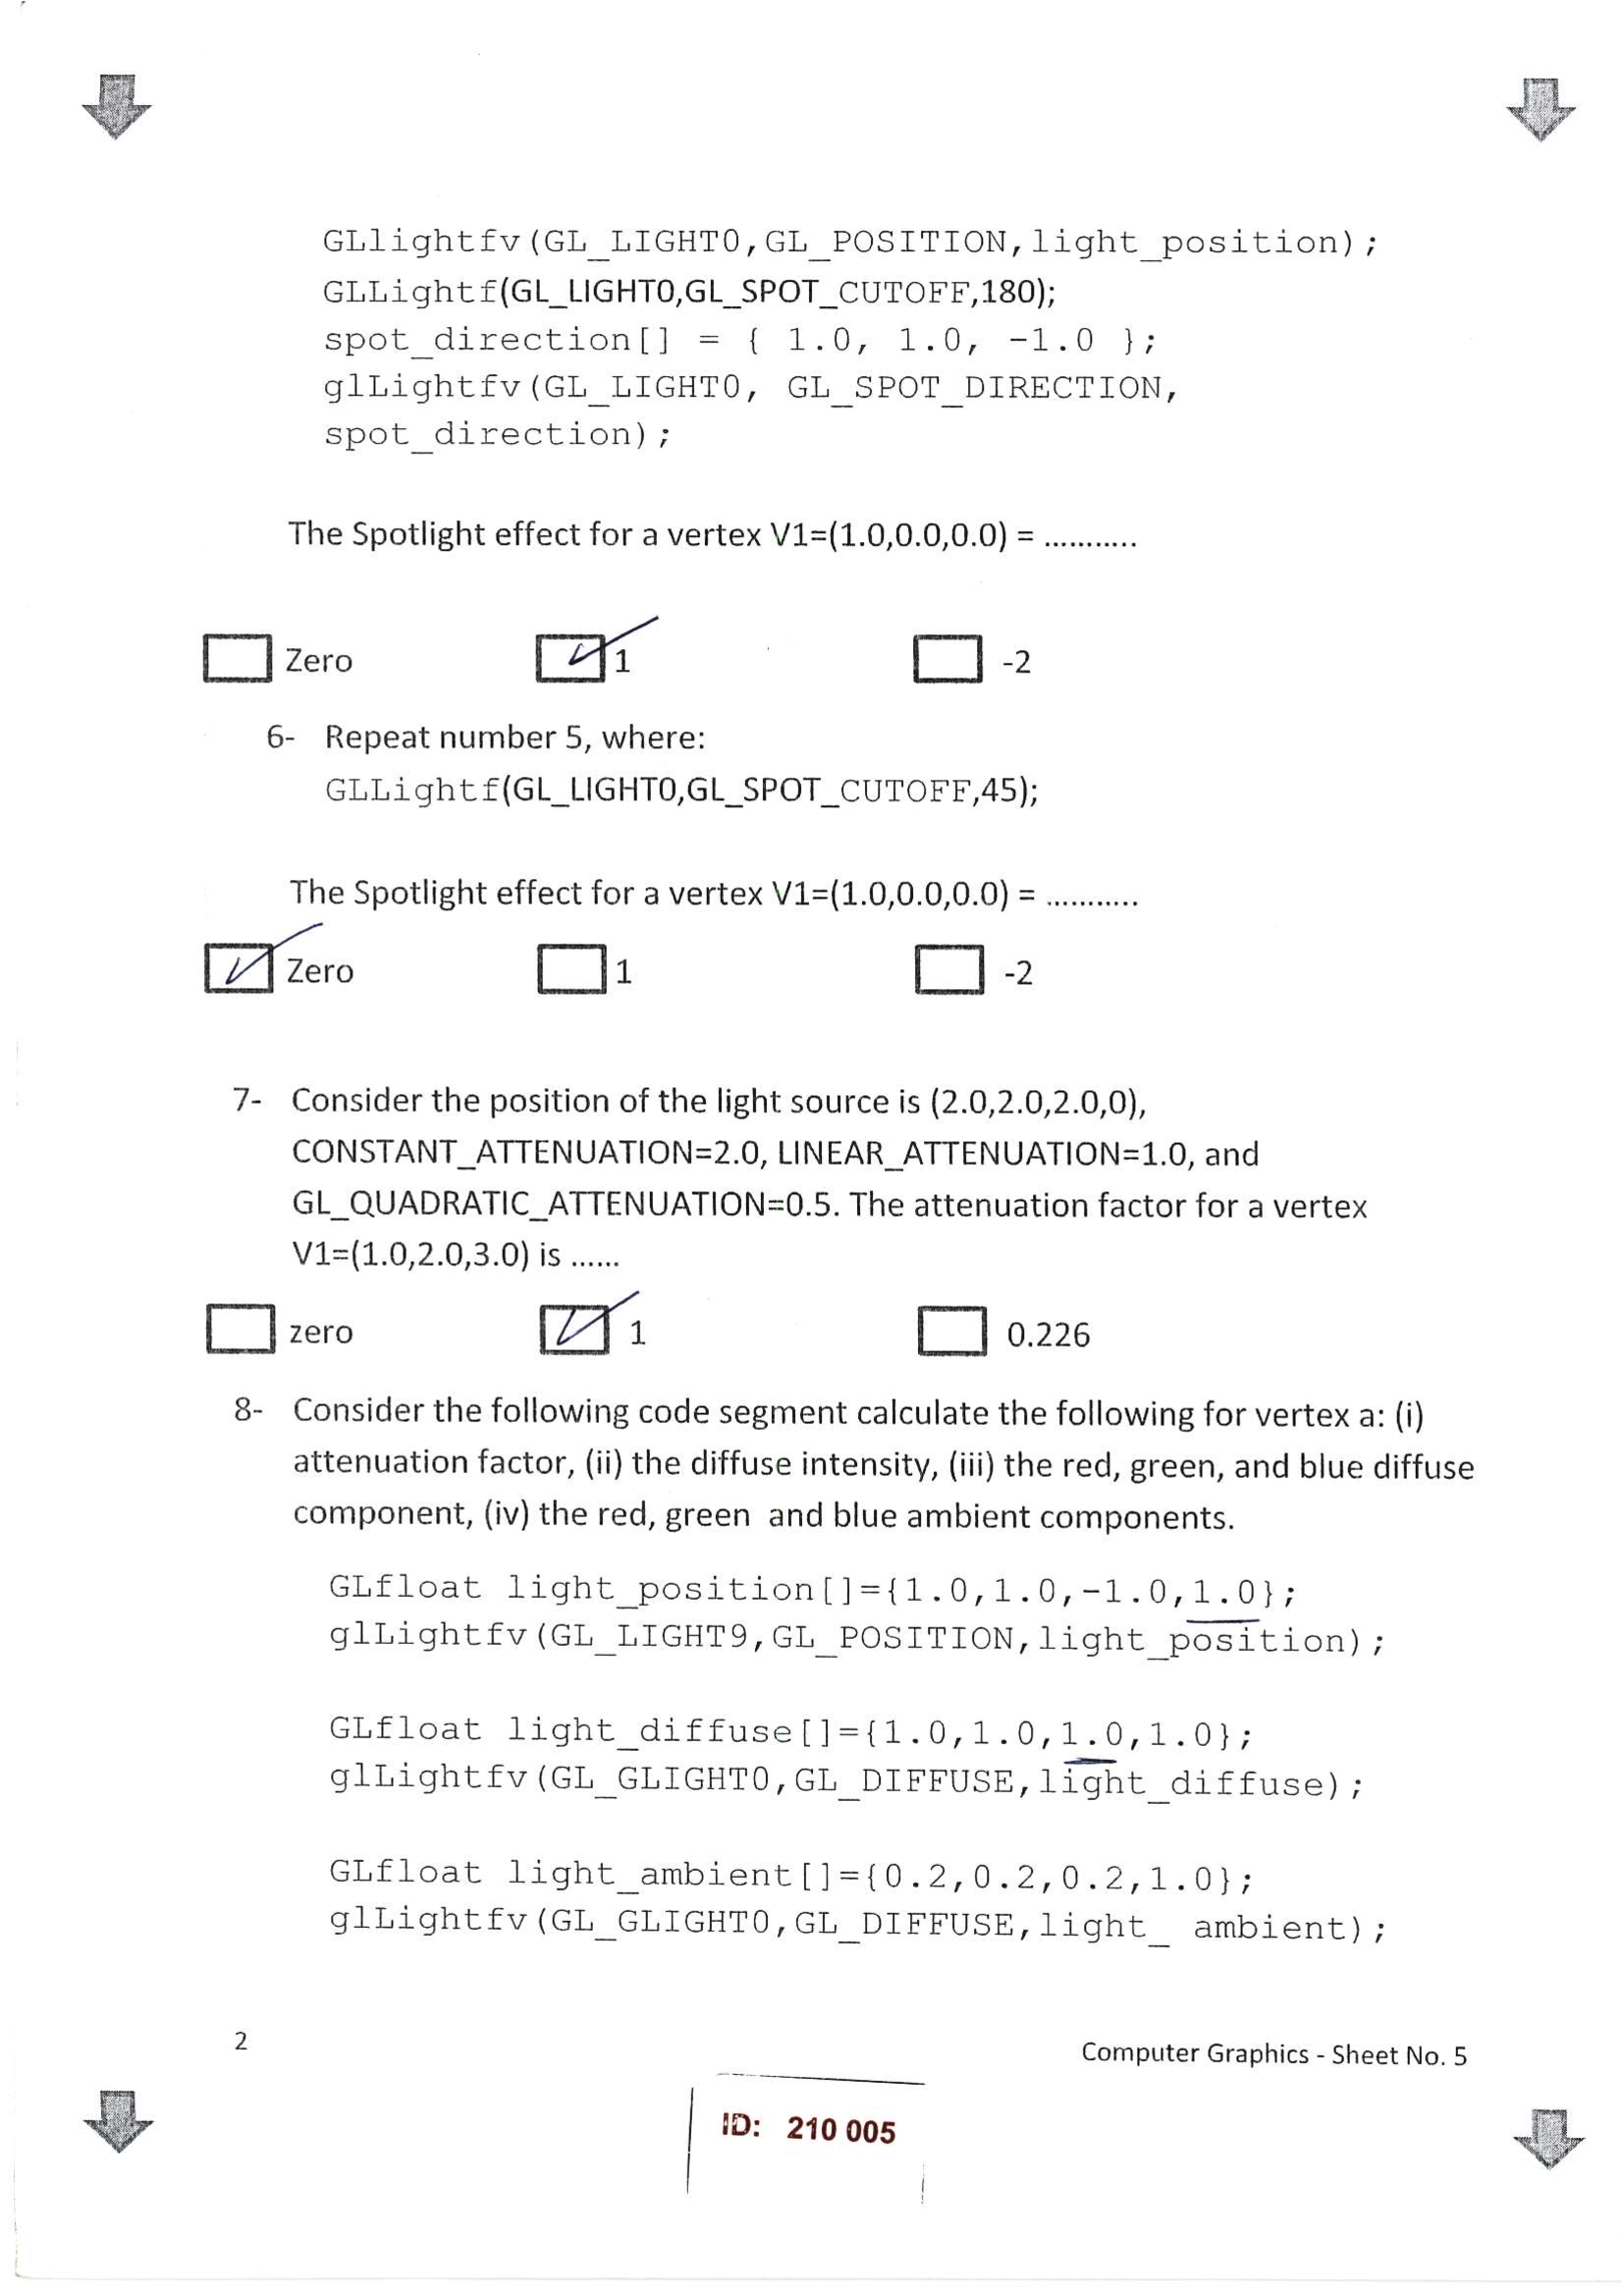 GLlightfv(GL_LIGHT0,GL_POSITION,light_position);
GLLightf(GL_LIGHT0,GL_SPOT_CUTOFF,180);
spot_direction[] = { 1.0, 1.0, -1.0 };
glLightfv(GL_LIGHT0, GL_SPOT_DIRECTION,
spot_direction);
The Spotlight effect for a vertex V1=(1.0,0.0,0.0) = ...........
Zero 1 -2
6- Repeat number 5, where:
GLLightf(GL_LIGHT0,GL_SPOT_CUTOFF,45);
The Spotlight effect for a vertex V1=(1.0,0.0,0.0) = ...........
Zero 1 -2
7- Consider the position of the light source is (2.0,2.0,2.0,0),
CONSTANT_ATTENUATION=2.0, LINEAR_ATTENUATION=1.0, and
GL_QUADRATIC_ATTENUATION=0.5. The attenuation factor for a vertex
V1=(1.0,2.0,3.0) is ......
zero 1 0.226
8- Consider the following code segment calculate the following for vertex a: (i)
attenuation factor, (ii) the diffuse intensity, (iii) the red, green, and blue diffuse
component, (iv) the red, green  and blue ambient components.
GLfloat light_position[]={1.0,1.0,-1.0,1.0};
glLightfv(GL_LIGHT9,GL_POSITION,light_position);
GLfloat light_diffuse[]={1.0,1.0,1.0,1.0};
glLightfv(GL_GLIGHT0,GL_DIFFUSE,light_diffuse);
GLfloat light_ambient[]={0.2,0.2,0.2,1.0};
glLightfv(GL_GLIGHT0,GL_DIFFUSE,light_ ambient);
2 Computer Graphics - Sheet No. 5
ID: 210 005